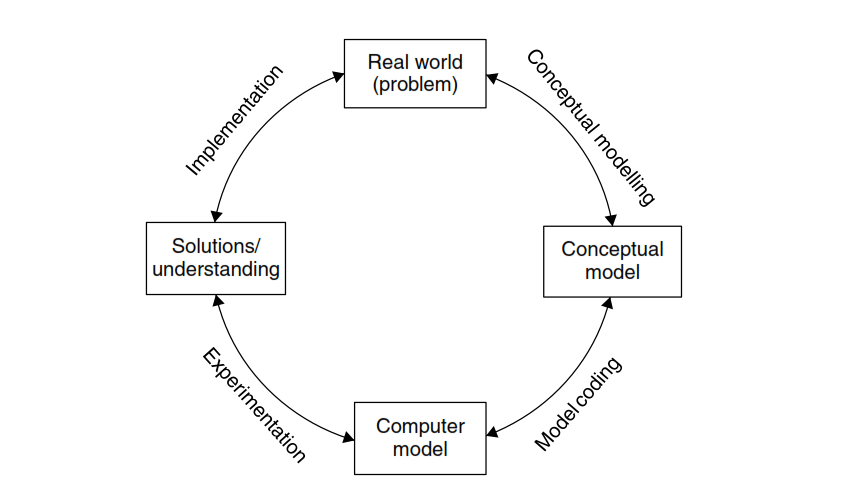 Real world
(problem)
Implementation
Conceptual modelling
Solutions/
understanding
Conceptual
model
Experimentation
Model coding
Computer
model